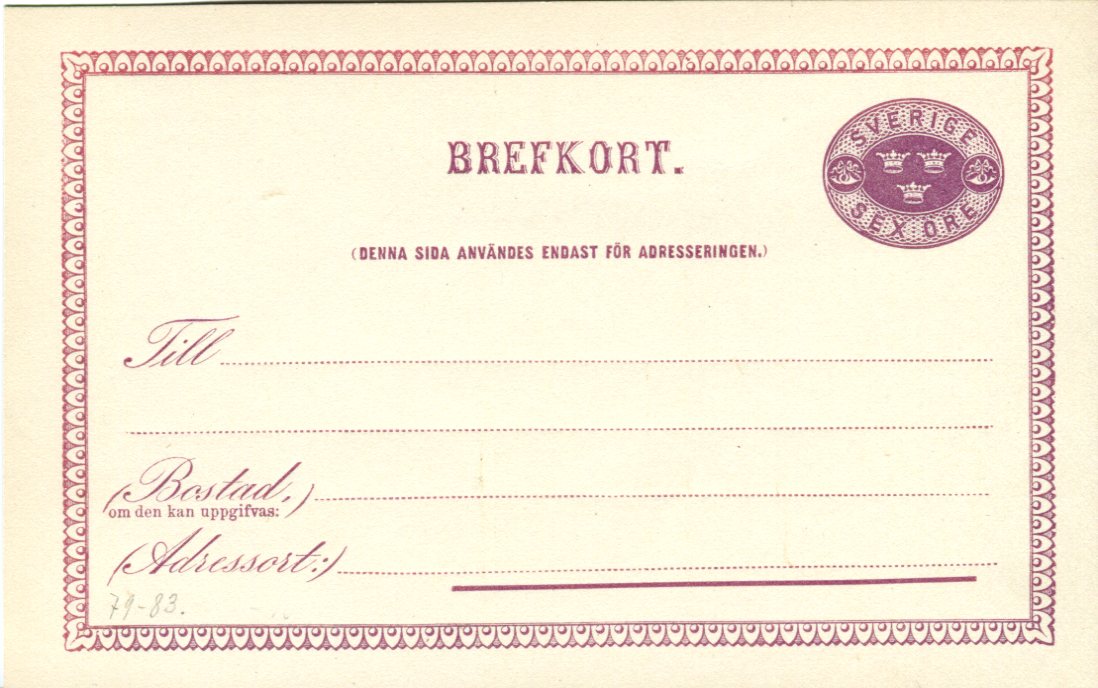 SVERIGE
SEX ÖRE
BREFKORT.
(DENNA SIDA ANVÄNDES ENDAST FÖR ADRESSERINGEN.)
Till
(Bostad,)
om den kan uppgifvas:
(Adressort:)
79-83.